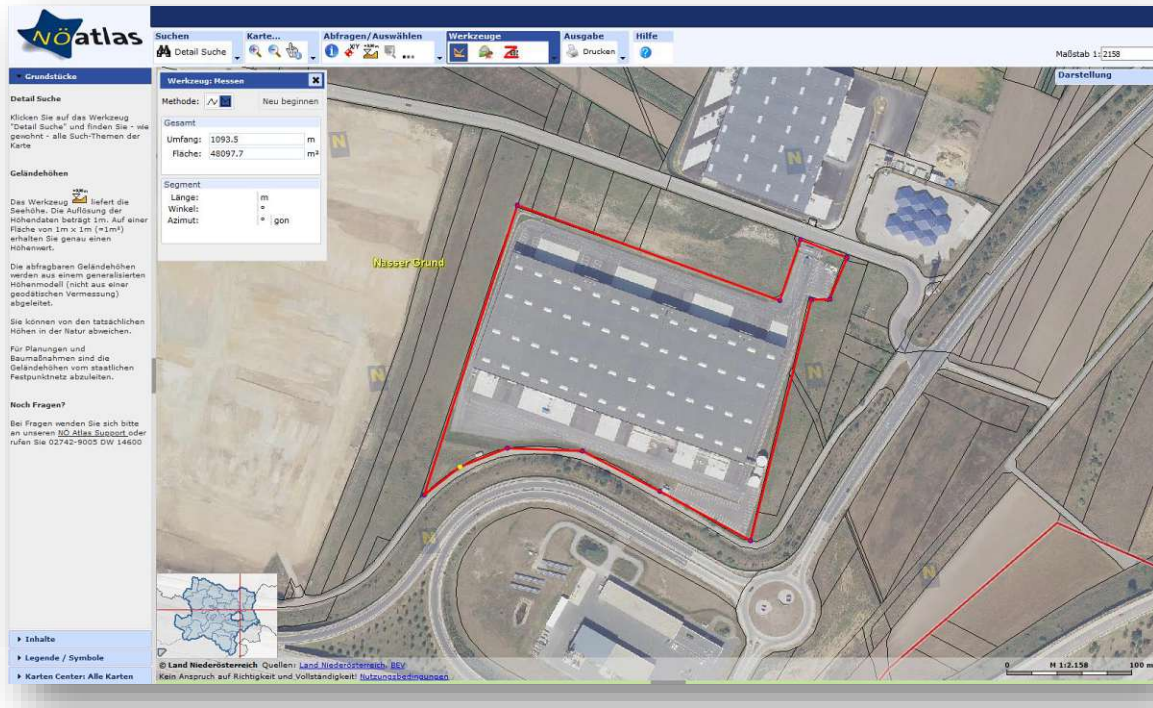 NÖatlas
Suchen
Karte...
Abfragen/Auswählen
Werkzeuge
Ausgabe
Hilfe
Detail Suche
X/Y
...
Drucken
Maßstab 1: 2158
Grundstücke
Detail Suche
Klicken Sie auf das Werkzeug
"Detail Suche" und finden Sie - wie
gewohnt - alle Such-Themen der
Karte
Geländehöhen
Das Werkzeug liefert die
Seehöhe. Die Auflösung der
Höhendaten beträgt 1m. Auf einer
Fläche von 1m x 1m (=1m²)
erhalten Sie genau einen
Höhenwert.
Die abfragbaren Geländehöhen
werden aus einem generalisierten
Höhenmodell (nicht aus einer
geodätischen Vermessung)
abgeleitet.
Sie können von den tatsächlichen
Höhen in der Natur abweichen.
Für Planungen und
Baumaßnahmen sind die
Geländehöhen vom staatlichen
Festpunktnetz abzuleiten.
Noch Fragen?
Bei Fragen wenden Sie sich bitte
an unseren NÖ Atlas Support oder
rufen Sie 02742-9005 DW 14600
Inhalte
Legende / Symbole
Karten Center: Alle Karten
Werkzeug: Messen
Methode:
Neu beginnen
Gesamt
Umfang: 1093.5 m
Fläche: 48097.7 m²
Segment
Länge: m
Winkel: °
Azimut: ° gon
Darstellung
Nasser Grund
N
N
N
N
N
N
© Land Niederösterreich Quellen: Land Niederösterreich, BEV
Kein Anspruch auf Richtigkeit und Vollständigkeit! Nutzungsbedingungen
0 M 1:2.158 100 m